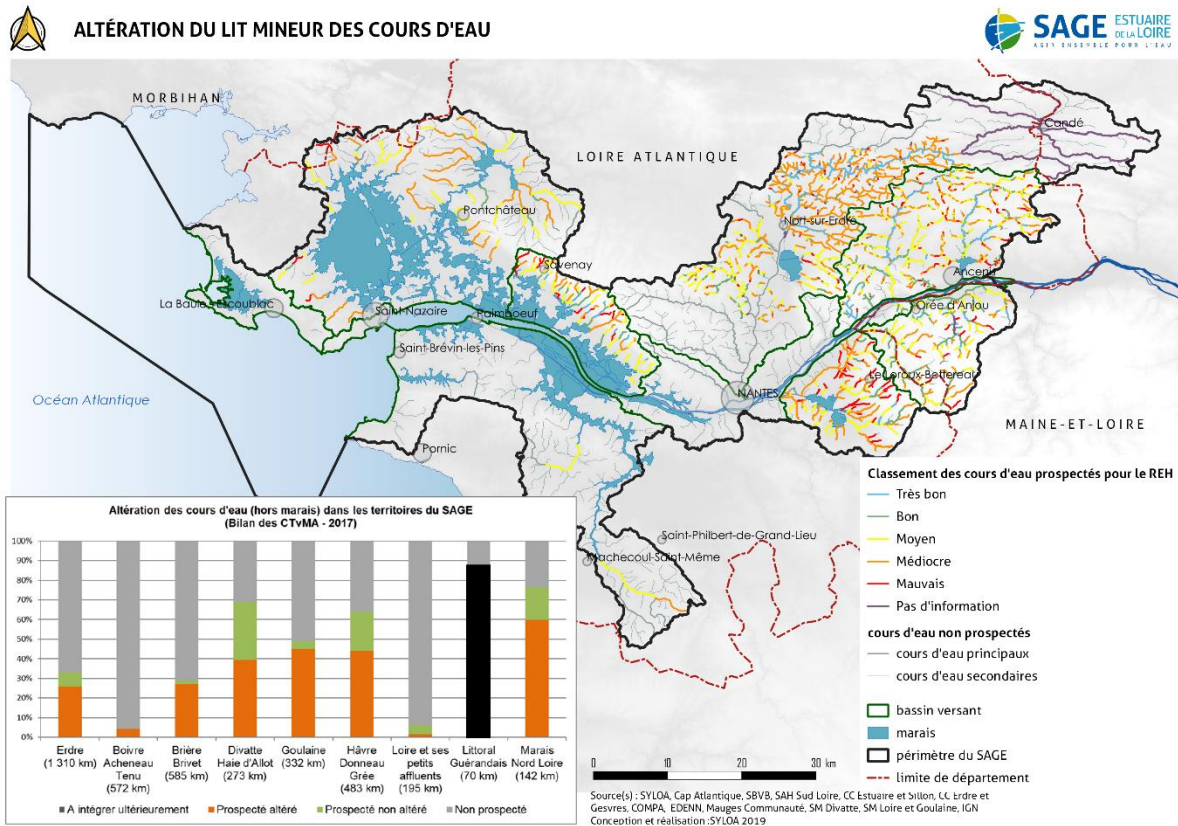 ALTÉRATION DU LIT MINEUR DES COURS D'EAU
SAGE ESTUAIRE DE LA LOIRE
AGIR ENSEMBLE POUR L'EAU
MORBIHAN
LOIRE ATLANTIQUE
Candé
Pontchâteau
Nort-sur-Erdre
Savenay
Ancenis
La Baule-Escoublac
Saint-Nazaire
Paimboeuf
Orée d'Anjou
Saint-Brévin-les-Pins
Le Loroux-Bottereau
NANTES
Océan Atlantique
MAINE-ET-LOIRE
Pornic
Saint-Philbert-de-Grand-Lieu
Machecoul-Saint-Même
Classement des cours d'eau prospectés pour le REH
Très bon
Bon
Moyen
Médiocre
Mauvais
Pas d'information
cours d'eau non prospectés
cours d'eau principaux
cours d'eau secondaires
bassin versant
marais
périmètre du SAGE
limite de département
Altération des cours d'eau (hors marais) dans les territoires du SAGE
(Bilan des CTvMA - 2017)
100%
90%
80%
70%
60%
50%
40%
30%
20%
10%
0%
Erdre
(1 310 km)
Boivre
Acheneau
Tenu
(572 km)
Brière
Brivet
(585 km)
Divatte
Haie d'Allot
(273 km)
Goulaine
(332 km)
Hâvre
Donneau
Grée
(483 km)
Loire et ses
petits
affluents
(195 km)
Littoral
Guérandais
(70 km)
Marais
Nord Loire
(142 km)
A intégrer ultérieurement
Prospecté altéré
Prospecté non altéré
Non prospecté
0 10 20 30 km
Source(s) : SYLOA, Cap Atlantique, SBVB, SAH Sud Loire, CC Estuaire et Sillon, CC Erdre et
Gesvres, COMPA, EDENN, Mauges Communauté, SM Divatte, SM Loire et Goulaine, IGN
Conception et réalisation :SYLOA 2019